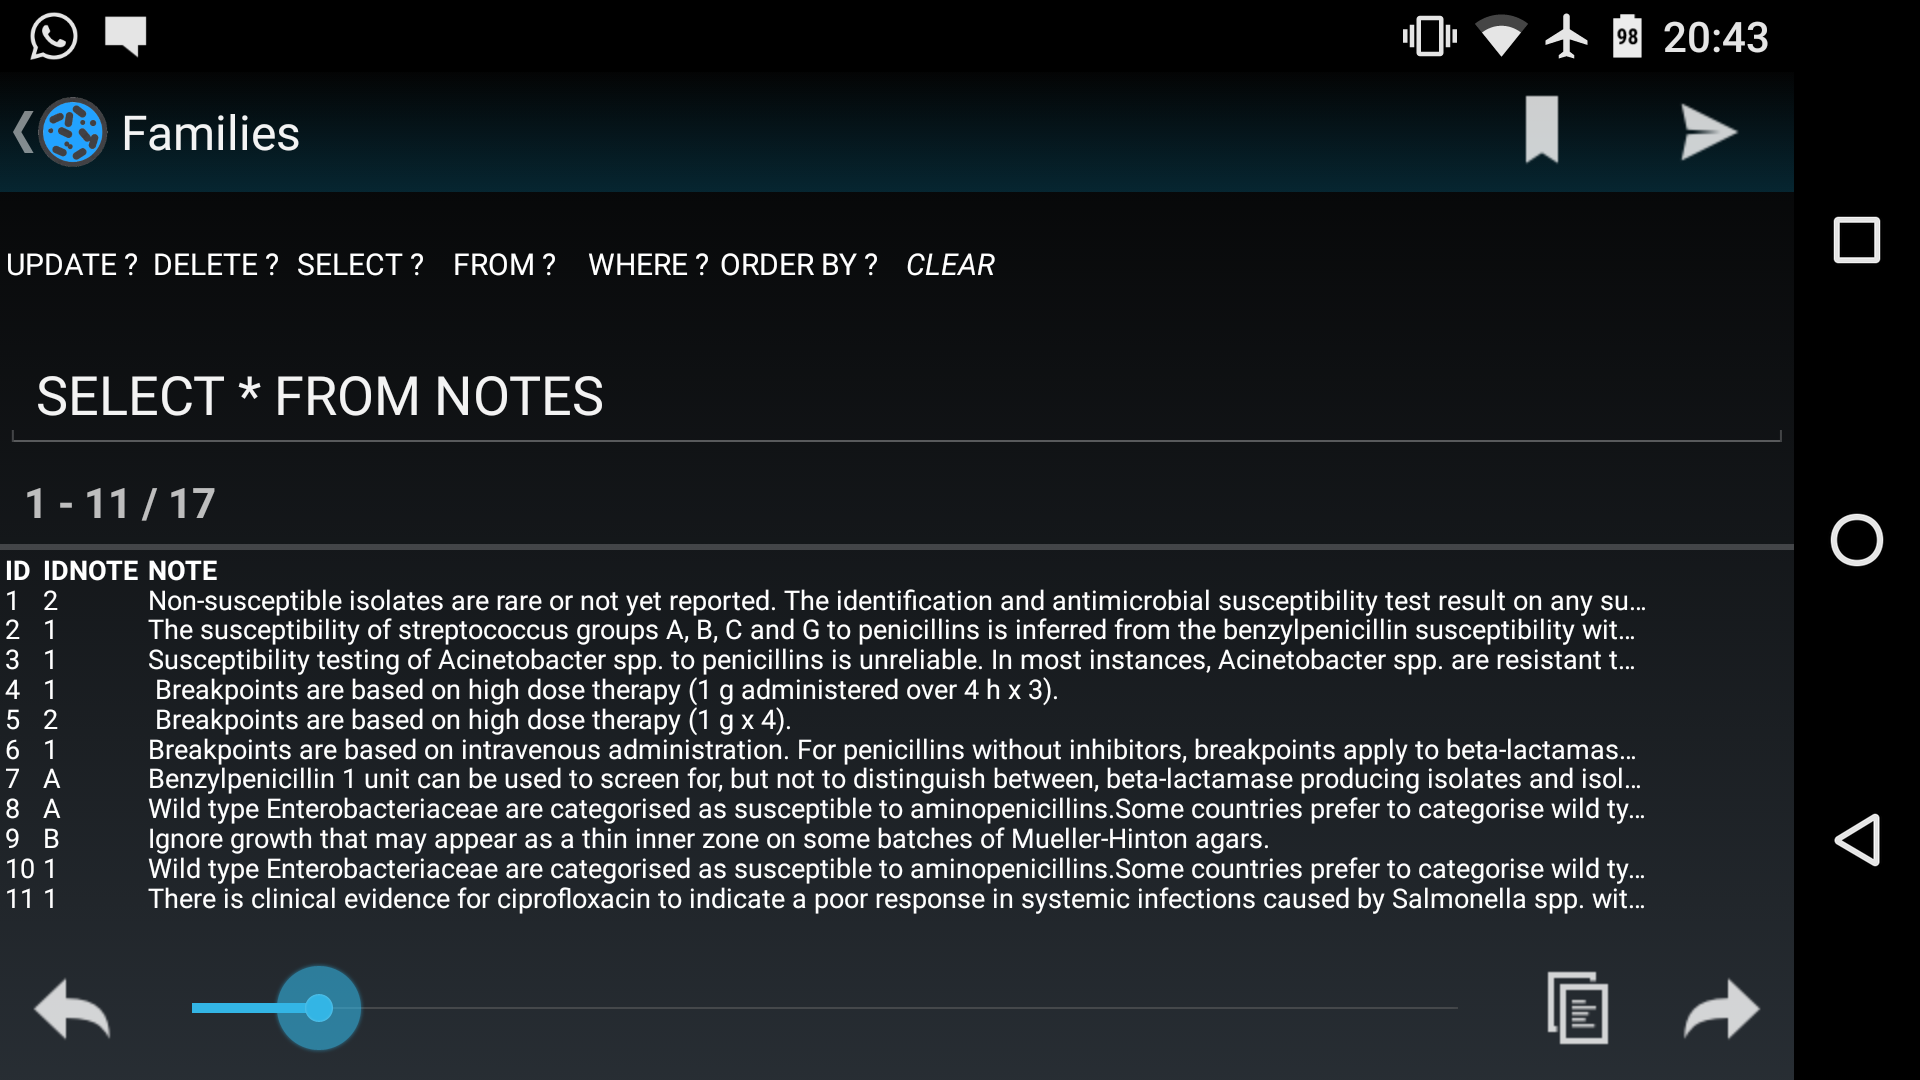 98 20:43
Families
UPDATE ? DELETE ? SELECT ? FROM ? WHERE ? ORDER BY ? CLEAR
SELECT * FROM NOTES
1 - 11 / 17
ID IDNOTE NOTE
1 2 Non-susceptible isolates are rare or not yet reported. The identification and antimicrobial susceptibility test result on any su...
2 1 The susceptibility of streptococcus groups A, B, C and G to penicillins is inferred from the benzylpenicillin susceptibility wit...
3 1 Susceptibility testing of Acinetobacter spp. to penicillins is unreliable. In most instances, Acinetobacter spp. are resistant t...
4 1 Breakpoints are based on high dose therapy (1 g administered over 4 h x 3).
5 2 Breakpoints are based on high dose therapy (1 g x 4).
6 1 Breakpoints are based on intravenous administration. For penicillins without inhibitors, breakpoints apply to beta-lactamas...
7 A Benzylpenicillin 1 unit can be used to screen for, but not to distinguish between, beta-lactamase producing isolates and isol...
8 A Wild type Enterobacteriaceae are categorised as susceptible to aminopenicillins.Some countries prefer to categorise wild ty...
9 B Ignore growth that may appear as a thin inner zone on some batches of Mueller-Hinton agars.
10 1 Wild type Enterobacteriaceae are categorised as susceptible to aminopenicillins.Some countries prefer to categorise wild ty...
11 1 There is clinical evidence for ciprofloxacin to indicate a poor response in systemic infections caused by Salmonella spp. wit...